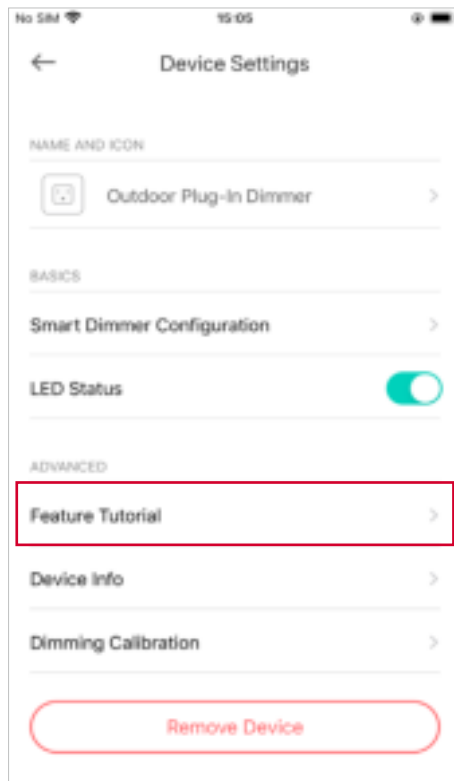 No SIM 15:05
Device Settings
NAME AND ICON
Outdoor Plug-In Dimmer
BASICS
Smart Dimmer Configuration
LED Status
ADVANCED
Feature Tutorial
Device Info
Dimming Calibration
Remove Device